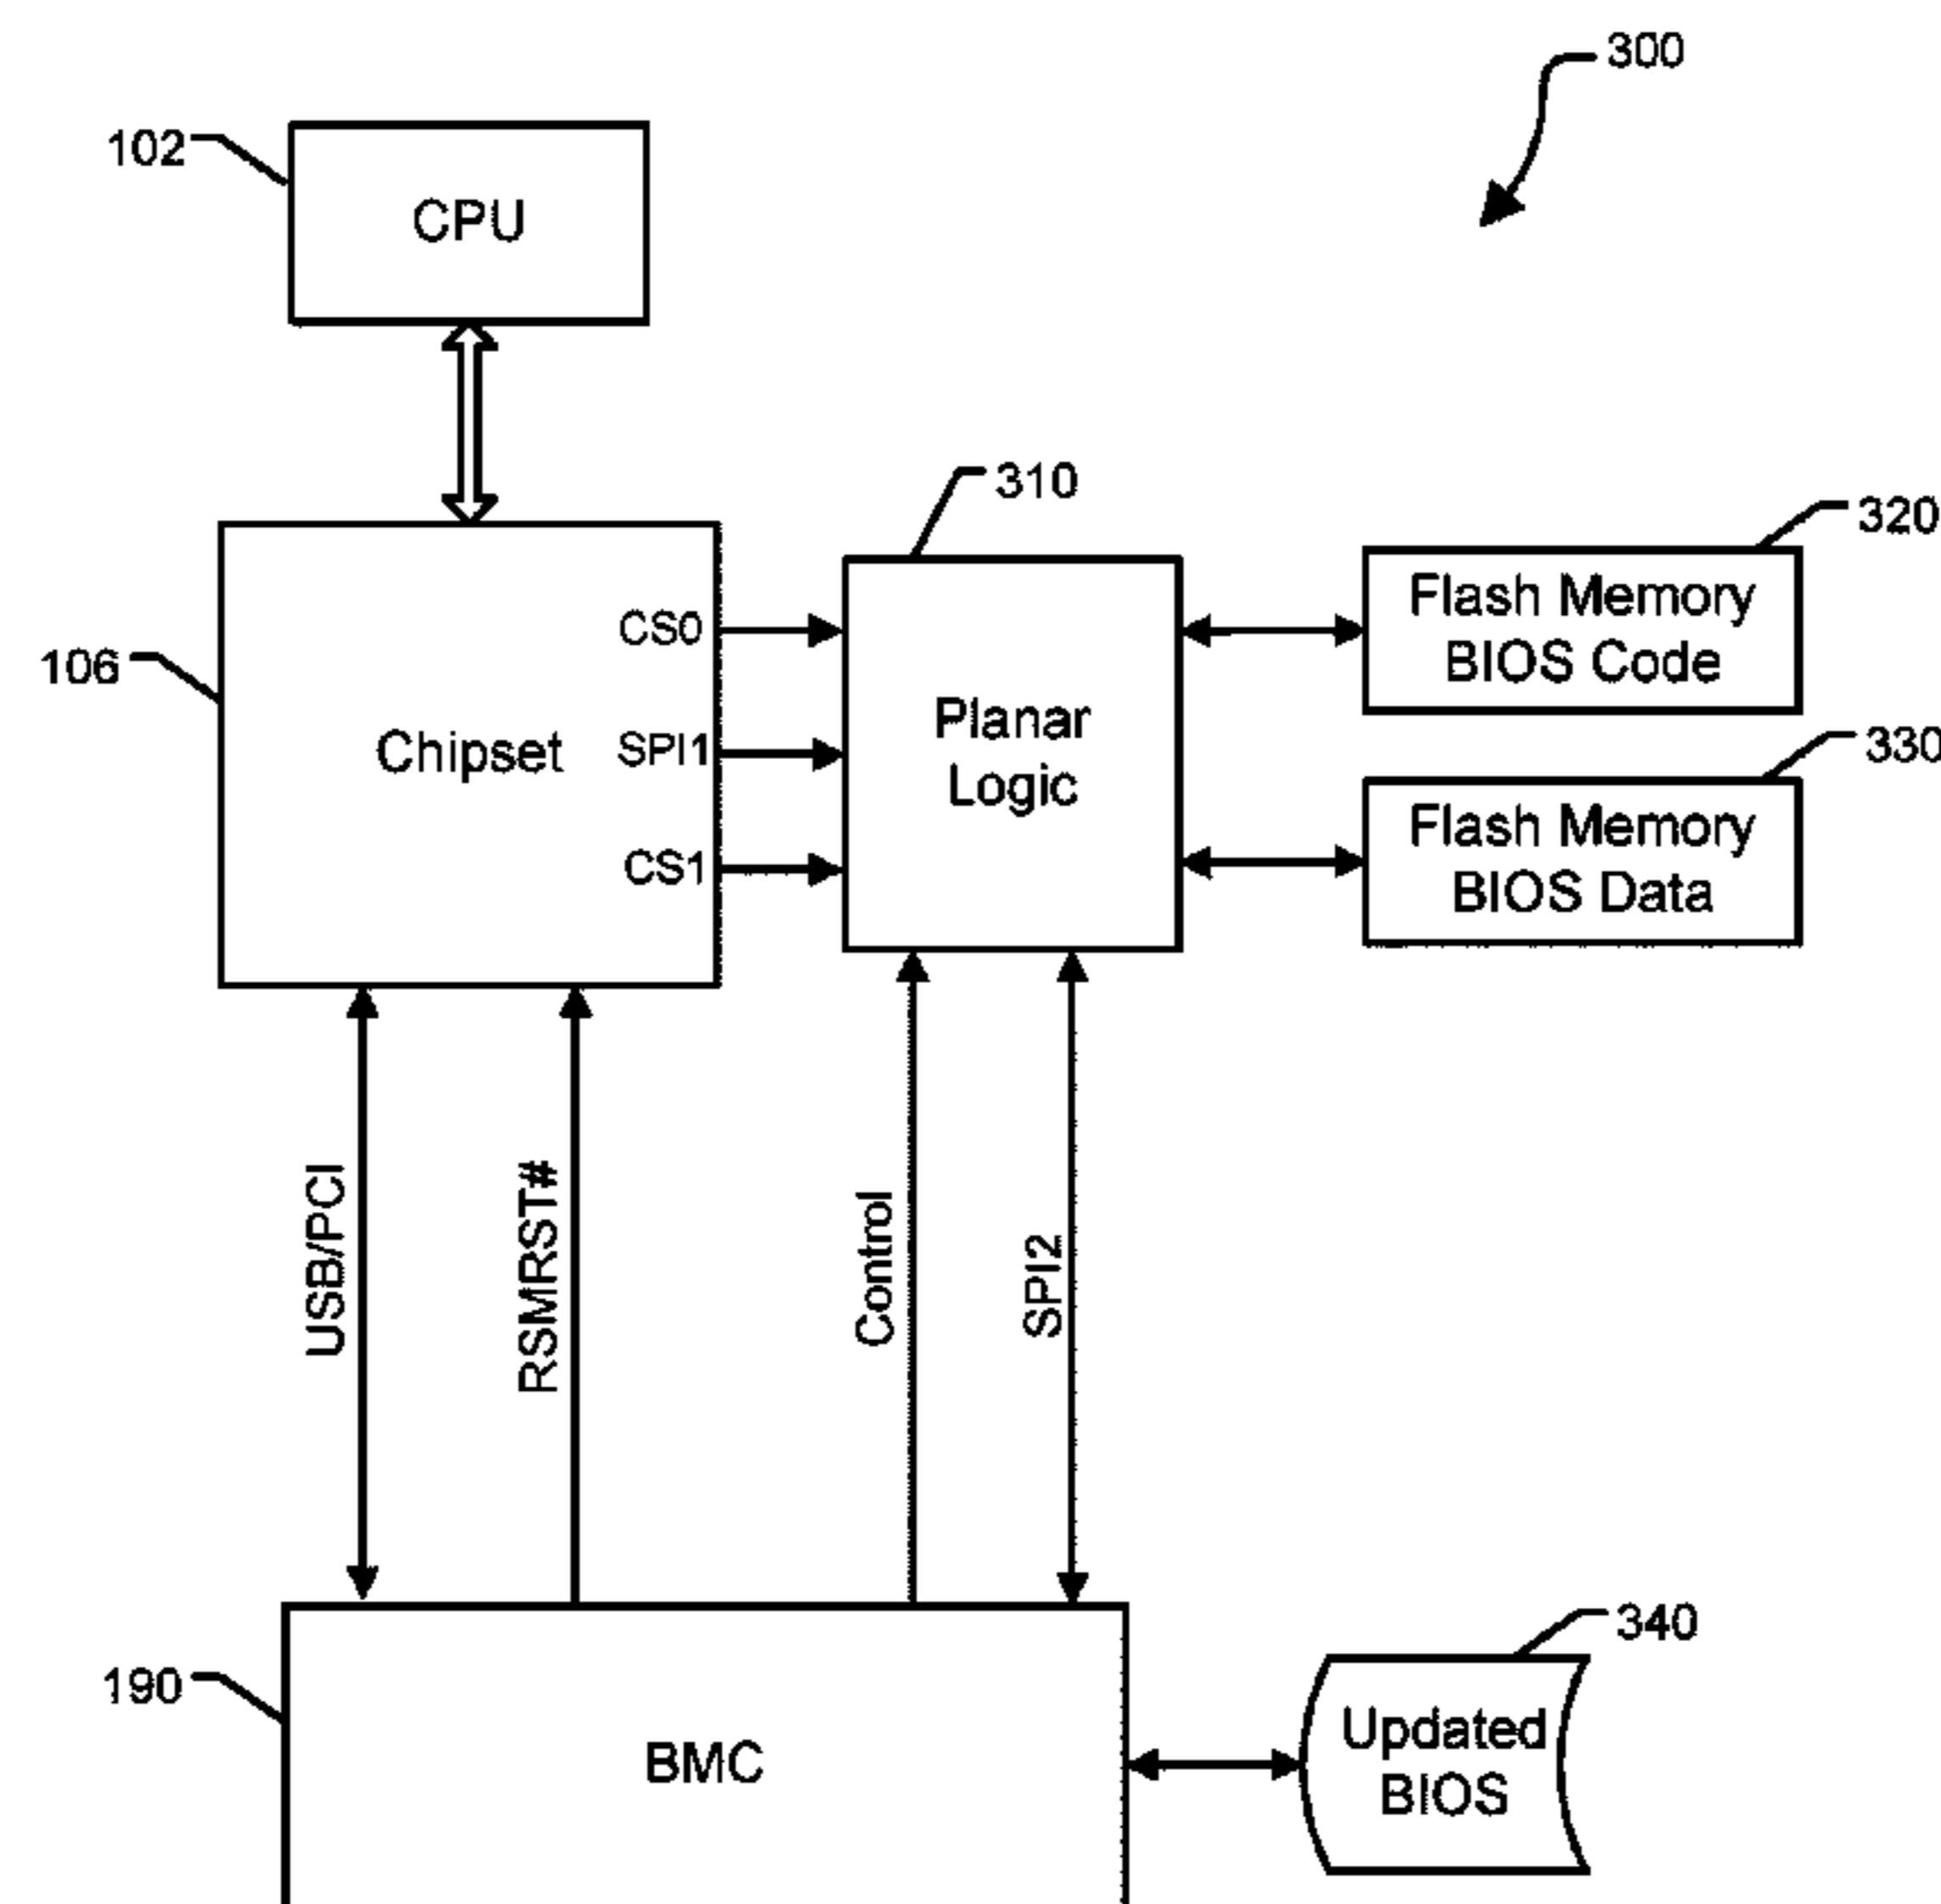 300
102
CPU
310
320
Flash Memory
BIOS Code
CS0
106
Chipset
SPI1
Planar
Logic
330
Flash Memory
BIOS Data
CS1
USB/PCI
RSMRST#
Control
SPI2
340
190
BMC
Updated
BIOS